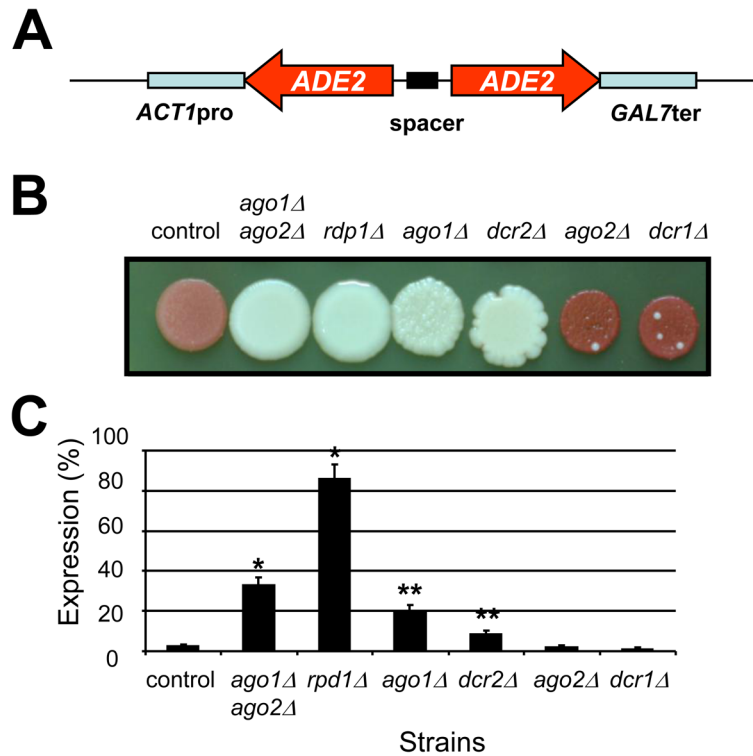 A
ADE2 ADE2
ACT1pro spacer GAL7ter
B
control ago1Δ ago2Δ rdp1Δ ago1Δ dcr2Δ ago2Δ dcr1Δ
C
100
80
60
40
20
0
Expression (%)
* * ** **
control ago1Δ ago2Δ rpd1Δ ago1Δ dcr2Δ ago2Δ dcr1Δ
Strains